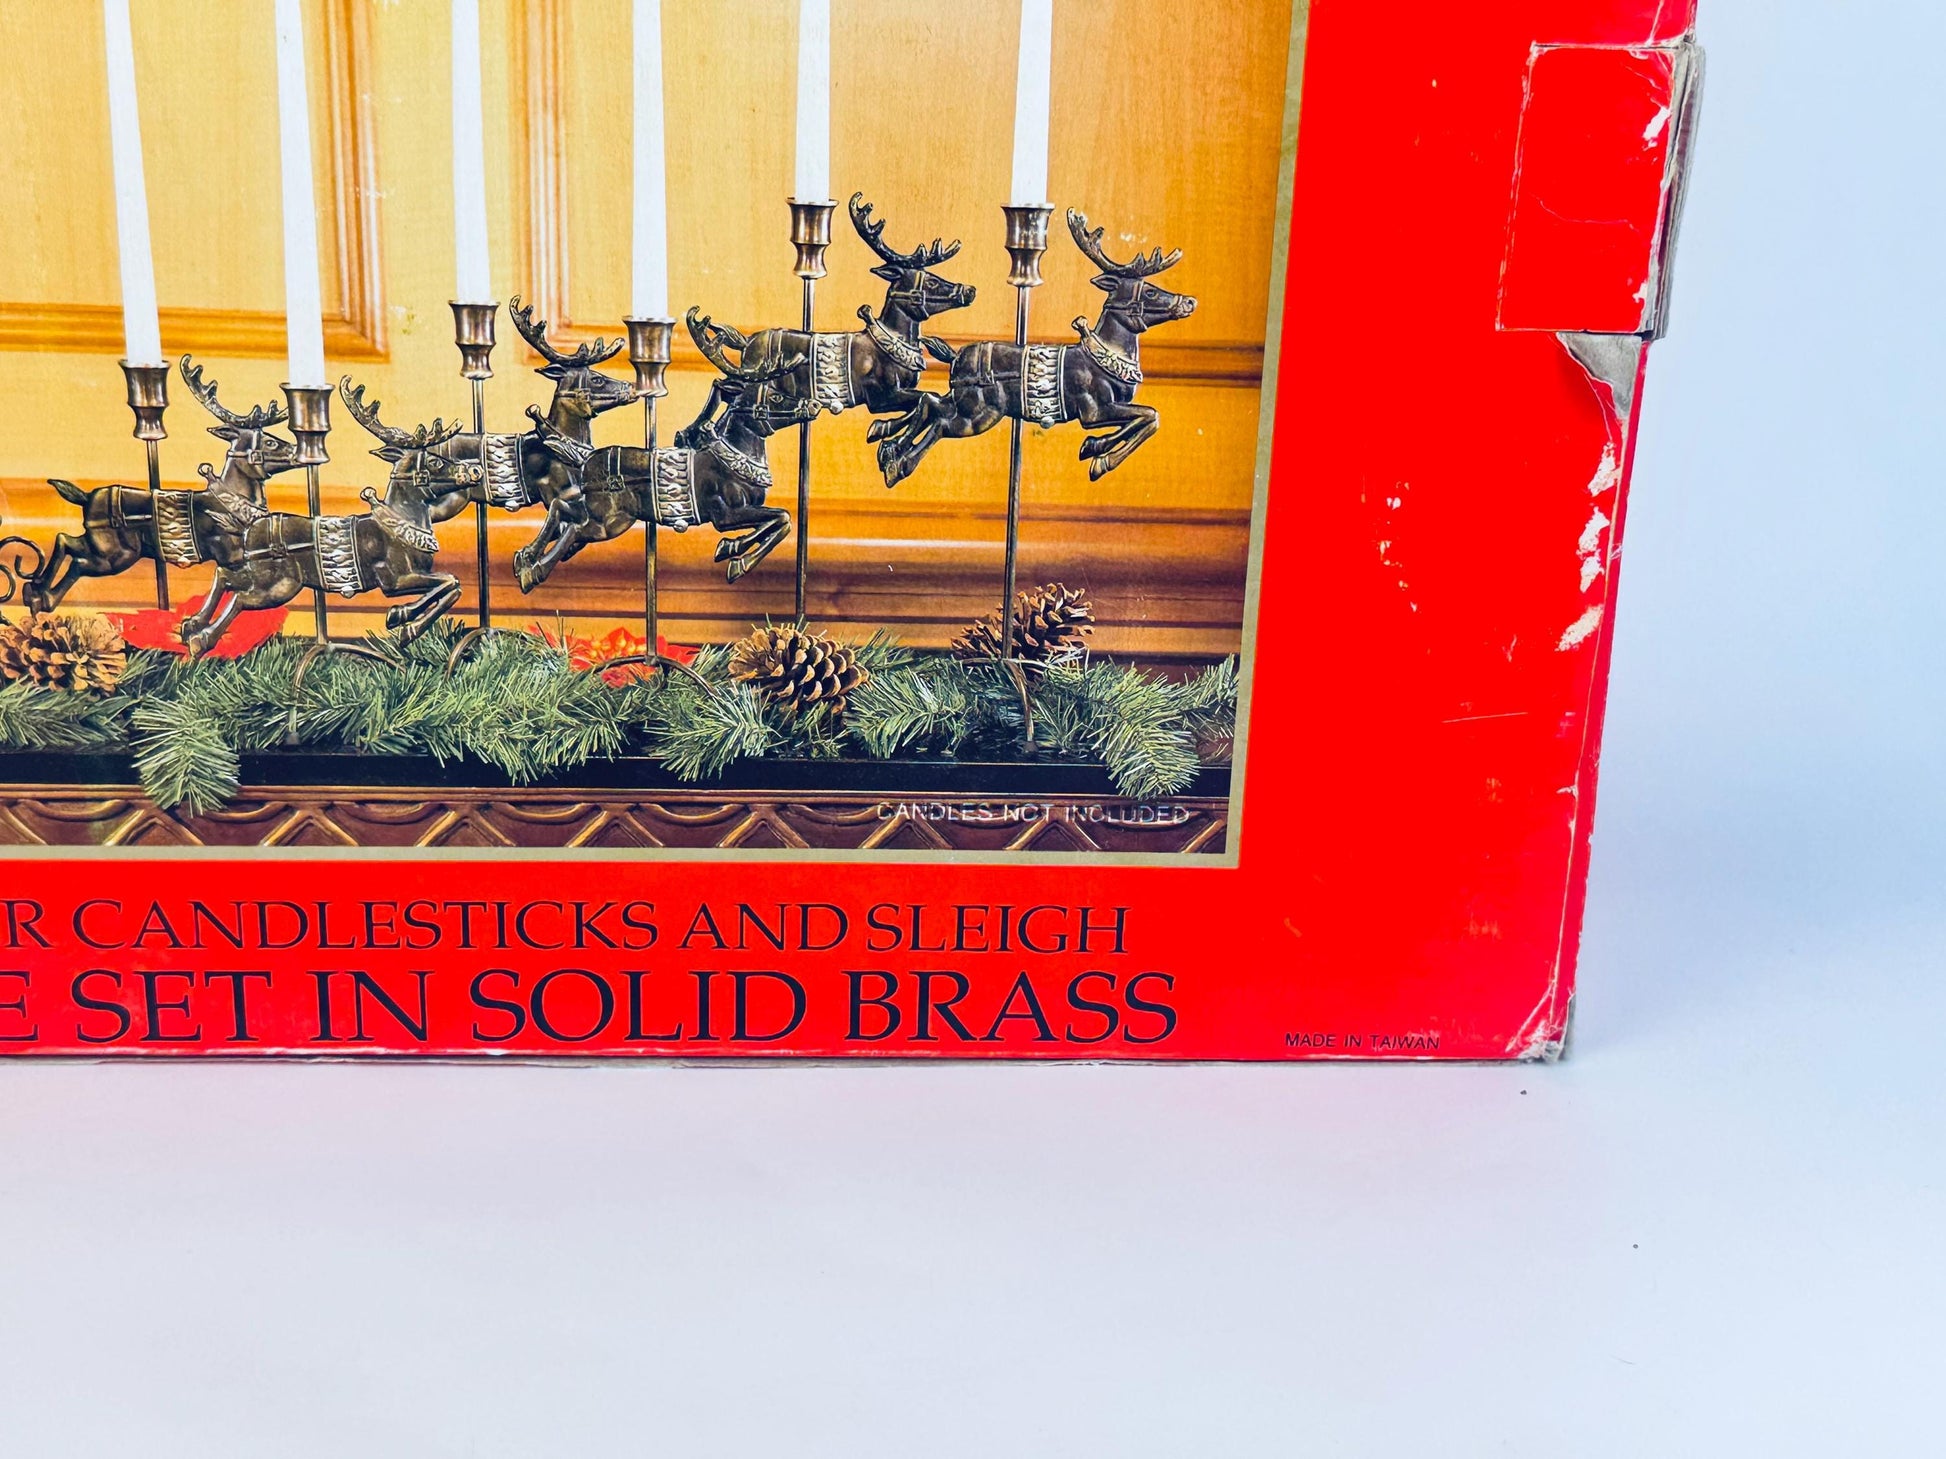 CANDLES NOT INCLUDED
R CANDLESTICKS AND SLEIGH
E SET IN SOLID BRASS
MADE IN TAIWAN